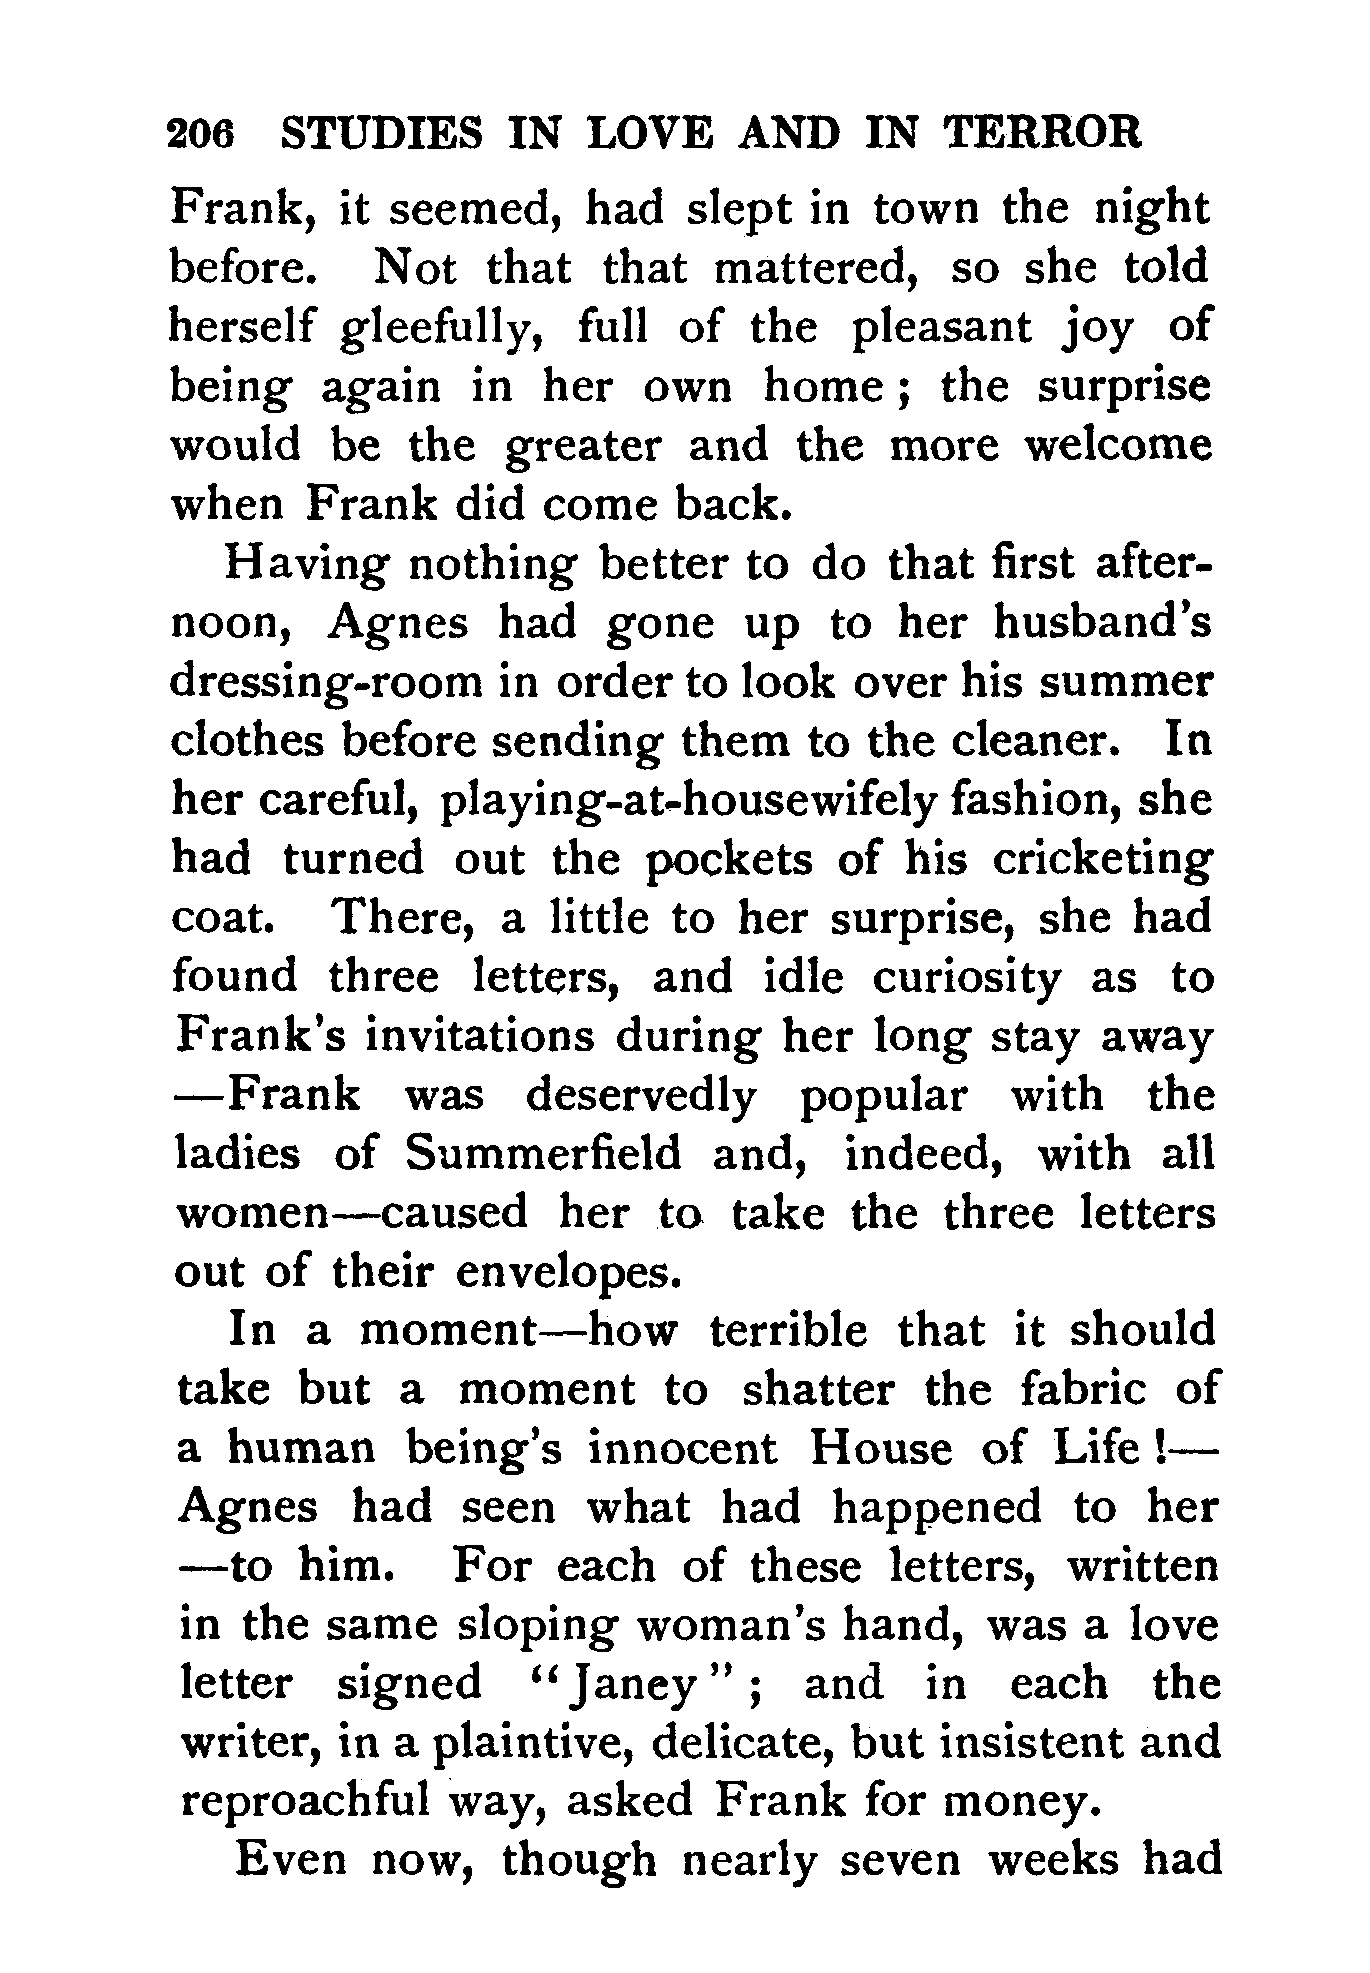 206 STUDIES IN LOVE AND IN TERROR
Frank, it seemed, had slept in town the night
before. Not that that mattered, so she told
herself gleefully, full of the pleasant joy of
being again in her own home ; the surprise
would be the greater and the more welcome
when Frank did come back.
Having nothing better to do that first after-
noon, Agnes had gone up to her husband's
dressing-room in order to look over his summer
clothes before sending them to the cleaner. In
her careful, playing-at-housewifely fashion, she
had turned out the pockets of his cricketing
coat. There, a little to her surprise, she had
found three letters, and idle curiosity as to
Frank's invitations during her long stay away
—Frank was deservedly popular with the
ladies of Summerfield and, indeed, with all
women—caused her to take the three letters
out of their envelopes.
In a moment—how terrible that it should
take but a moment to shatter the fabric of
a human being's innocent House of Life !—
Agnes had seen what had happened to her
—to him. For each of these letters, written
in the same sloping woman's hand, was a love
letter signed “ Janey ” ; and in each the
writer, in a plaintive, delicate, but insistent and
reproachful way, asked Frank for money.
Even now, though nearly seven weeks had